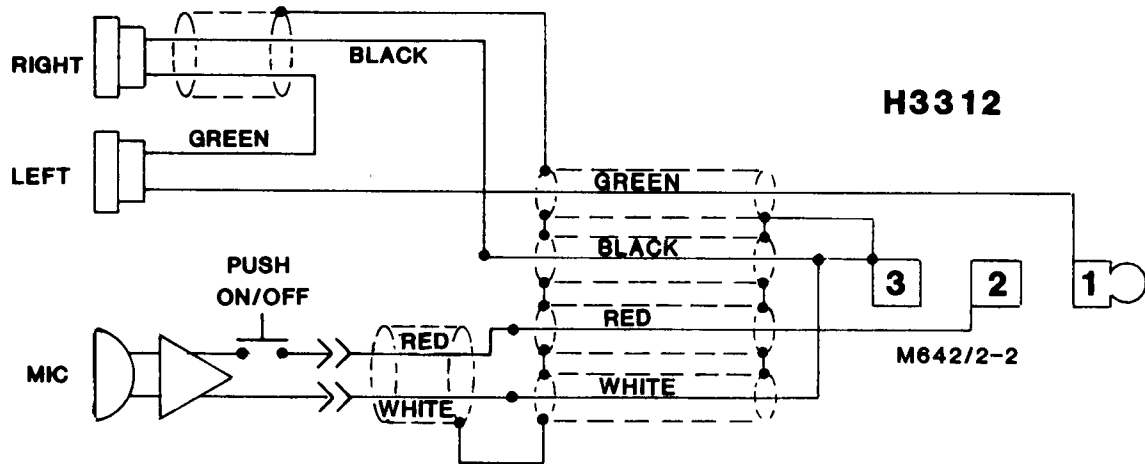 RIGHT
BLACK
H3312
GREEN
LEFT
GREEN
BLACK
PUSH
ON/OFF
3
2
1
RED
RED
M642/2-2
MIC
WHITE
WHITE